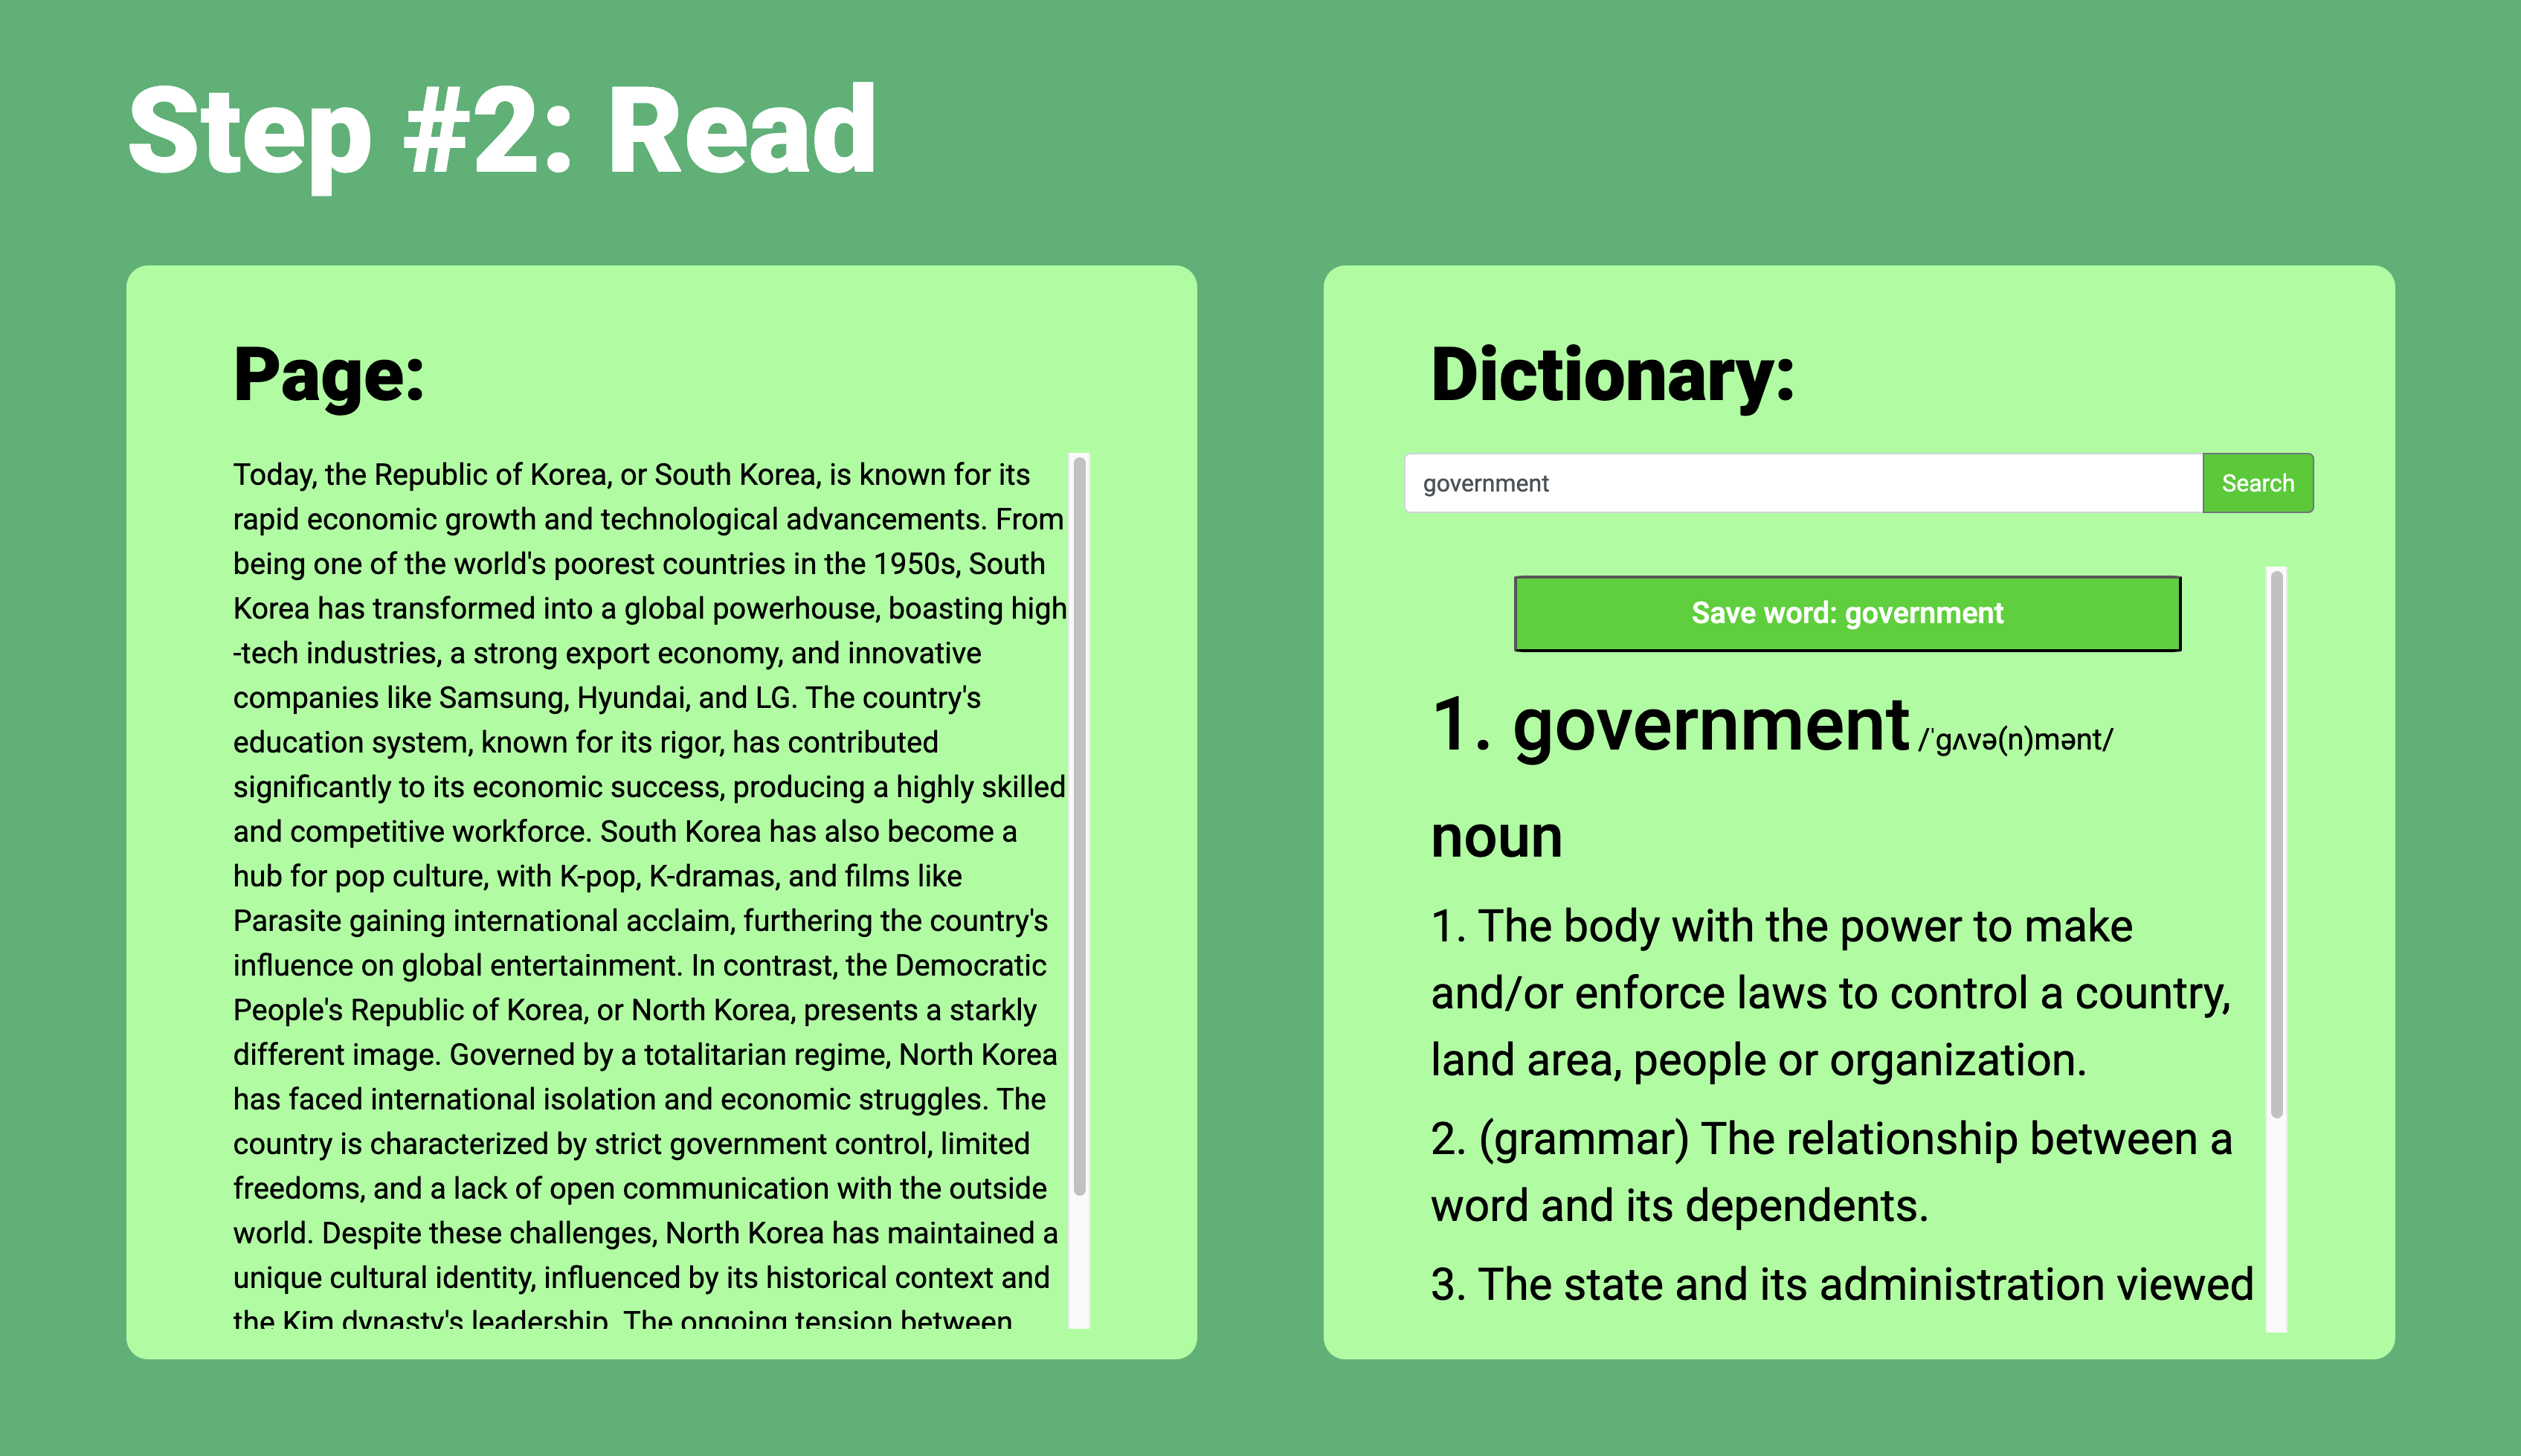 Step #2: Read
Page:
Today, the Republic of Korea, or South Korea, is known for its
rapid economic growth and technological advancements. From
being one of the world's poorest countries in the 1950s, South
Korea has transformed into a global powerhouse, boasting high
-tech industries, a strong export economy, and innovative
companies like Samsung, Hyundai, and LG. The country's
education system, known for its rigor, has contributed
significantly to its economic success, producing a highly skilled
and competitive workforce. South Korea has also become a
hub for pop culture, with K-pop, K-dramas, and films like
Parasite gaining international acclaim, furthering the country's
influence on global entertainment. In contrast, the Democratic
People's Republic of Korea, or North Korea, presents a starkly
different image. Governed by a totalitarian regime, North Korea
has faced international isolation and economic struggles. The
country is characterized by strict government control, limited
freedoms, and a lack of open communication with the outside
world. Despite these challenges, North Korea has maintained a
unique cultural identity, influenced by its historical context and
the Kim dynasty's leadership. The ongoing tension between
Dictionary:
government
Search
Save word: government
1. government /ˈɡʌvə(n)mənt/
noun
1. The body with the power to make
and/or enforce laws to control a country,
land area, people or organization.
2. (grammar) The relationship between a
word and its dependents.
3. The state and its administration viewed